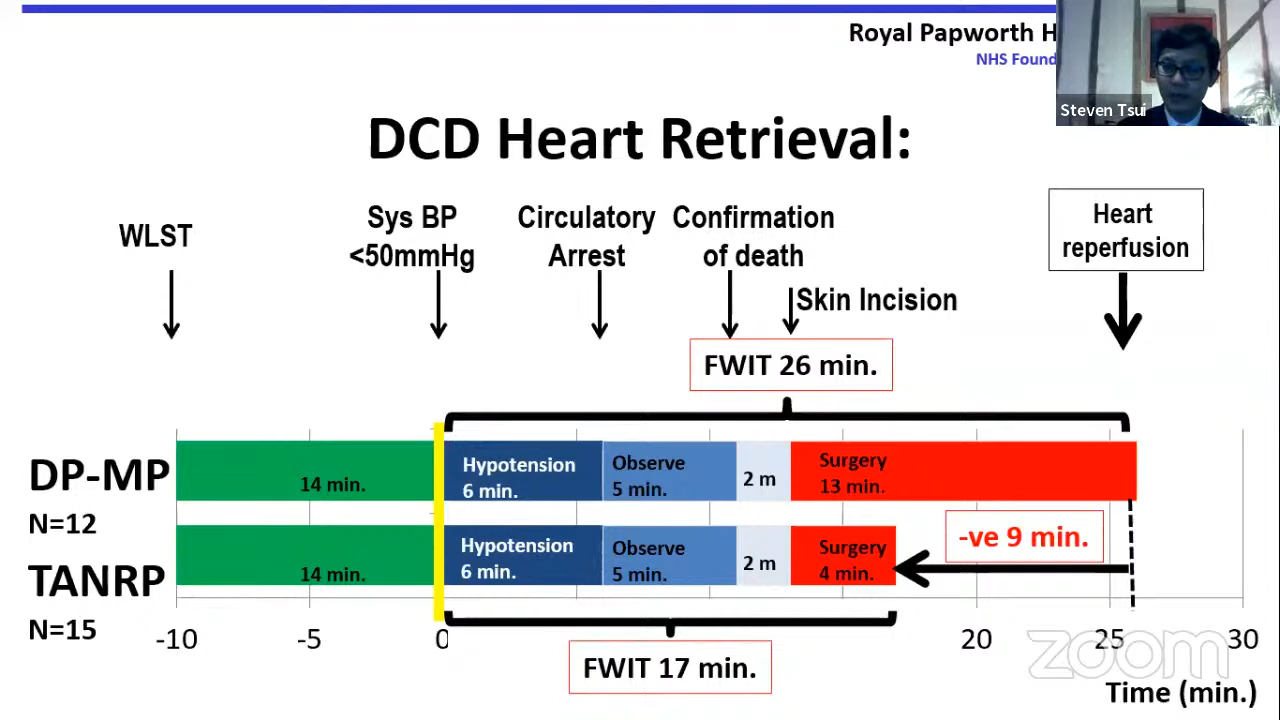 Royal Papworth H
NHS Found
Steven Tsui
DCD Heart Retrieval:
WLST
Sys BP
<50mmHg
Circulatory
Arrest
Confirmation
of death
Skin Incision
Heart
reperfusion
FWIT 26 min.
DP-MP
N=12
14 min.
Hypotension
6 min.
Observe
5 min.
2 m
Surgery
13 min.
-ve 9 min.
TANRP
N=15
14 min.
Hypotension
6 min.
Observe
5 min.
2 m
Surgery
4 min.
-10
-5
0
20
25
30
zoom
FWIT 17 min.
Time (min.)